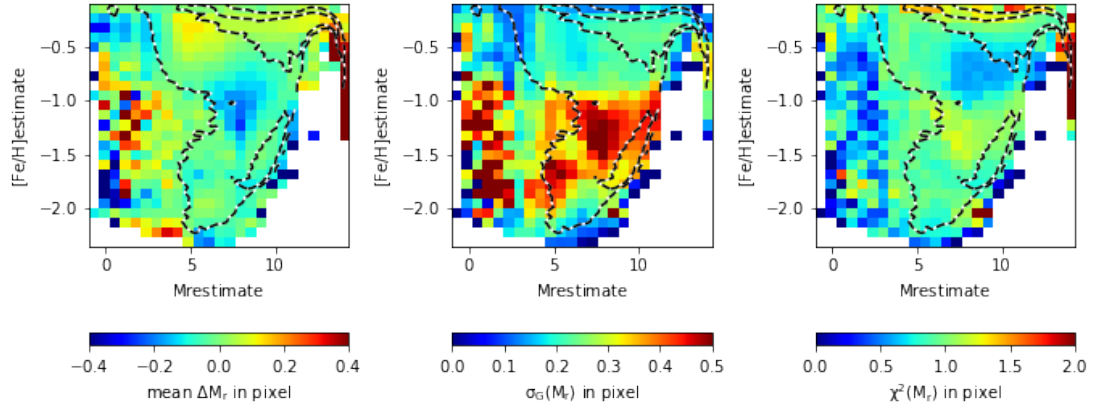 −0.5
−1.0
−1.5
−2.0
[Fe/H]estimate
0 5 10
Mrestimate
−0.4 −0.2 0.0 0.2 0.4
mean ΔMᵣ in pixel
−0.5
−1.0
−1.5
−2.0
[Fe/H]estimate
0 5 10
Mrestimate
0.0 0.1 0.2 0.3 0.4 0.5
σG(Mᵣ) in pixel
−0.5
−1.0
−1.5
−2.0
[Fe/H]estimate
0 5 10
Mrestimate
0.0 0.5 1.0 1.5 2.0
χ²(Mᵣ) in pixel